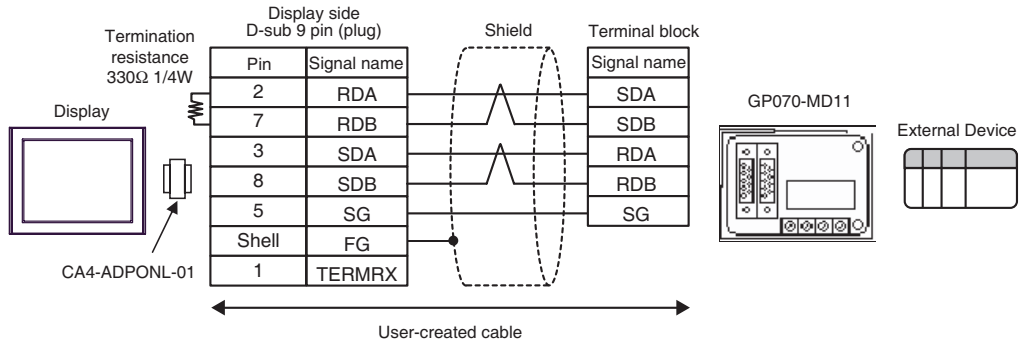 Display side
D-sub 9 pin (plug)
Shield
Terminal block
Termination
resistance
330Ω 1/4W
Pin Signal name
Signal name
2 RDA
SDA
7 RDB
SDB
3 SDA
RDA
8 SDB
RDB
5 SG
SG
Shell FG
1 TERMRX
Display
CA4-ADPONL-01
GP070-MD11
External Device
User-created cable